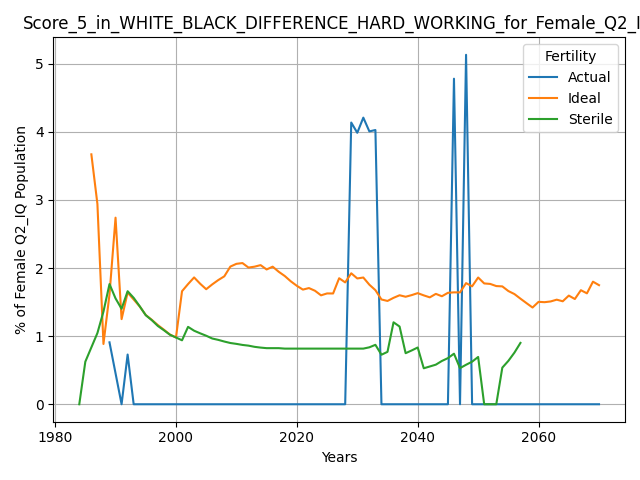 Score_5_in_WHITE_BLACK_DIFFERENCE_HARD_WORKING_for_Female_Q2_I
Fertility
Actual
Ideal
Sterile
% of Female Q2_IQ Population
5
4
3
2
1
0
1980 2000 2020 2040 2060
Years